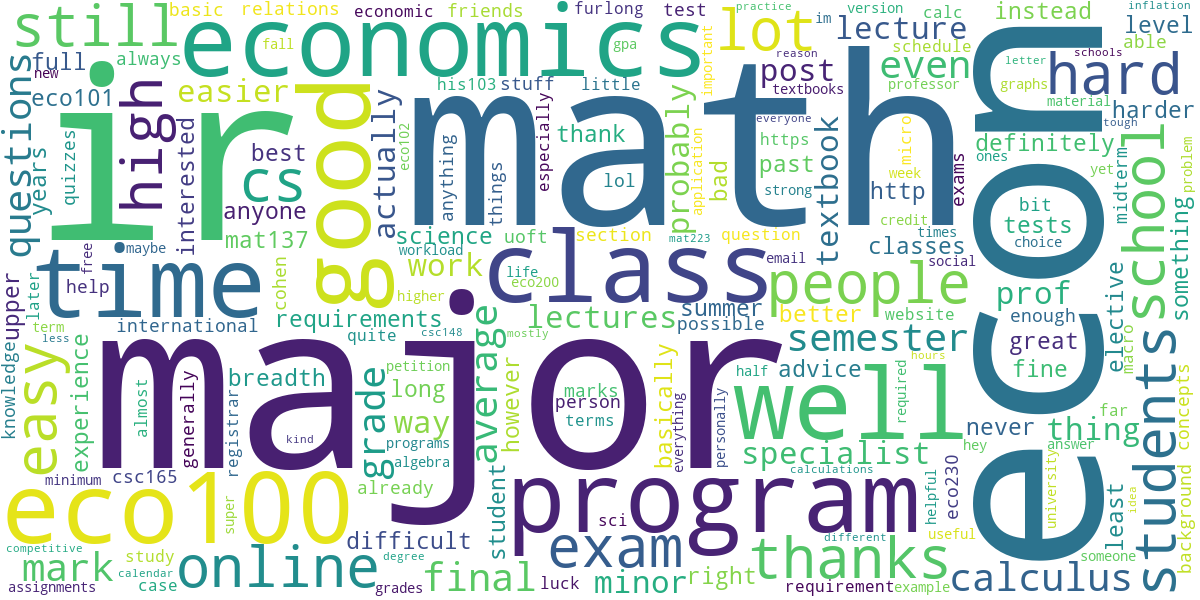 still
basic
relations
economic
friends
furlong
test
practice
version
calc
instead
inflation
economics
fall
gpa
important
lot
im
lecture
level
full
always
schedule
able
letter
schools
questions
new
eco101
easier
high
his103
stuff
little
post
textbooks
even
professor
graphs
hard
material
tough
harder
ir
good
math
econ
years
quizzes
interested
best
cs
anyone
mat137
actually
eco102
anything
things
especially
thank
lol
probably
application
bad
everyone
https
past
strong
textbook
micro
week
http
credit
exams
definitely
ones
yet
midterm
problem
bit
tests
choice
school
something
science
workload
uoft
section
mat223
question
email
classes
times
social
free
maybe
help
time
international
later
upper
term
less
cohen
requirements
higher
work
life
eco200
class
summer
possible
people
better
website
prof
enough
great
fine
elective
macro
quite
csc148
mostly
lectures
semester
major
easy
knowledge
experience
almost
generally
breadth
registrar
kind
grade
petition
long
way
programs
algebra
average
however
marks
person
terms
basically
everything
personally
half
advice
well
required
hours
never
hey
far
thing
answer
students
concepts
background
minimum
csc165
already
student
specialist
calculations
eco100
super
program
sci
helpful
eco230
useful
university
idea
least
someone
competitive
mark
study
calendar
case
assignments
online
difficult
degree
grades
final
exam
luck
minor
right
thanks
different
requirement
example
calculus